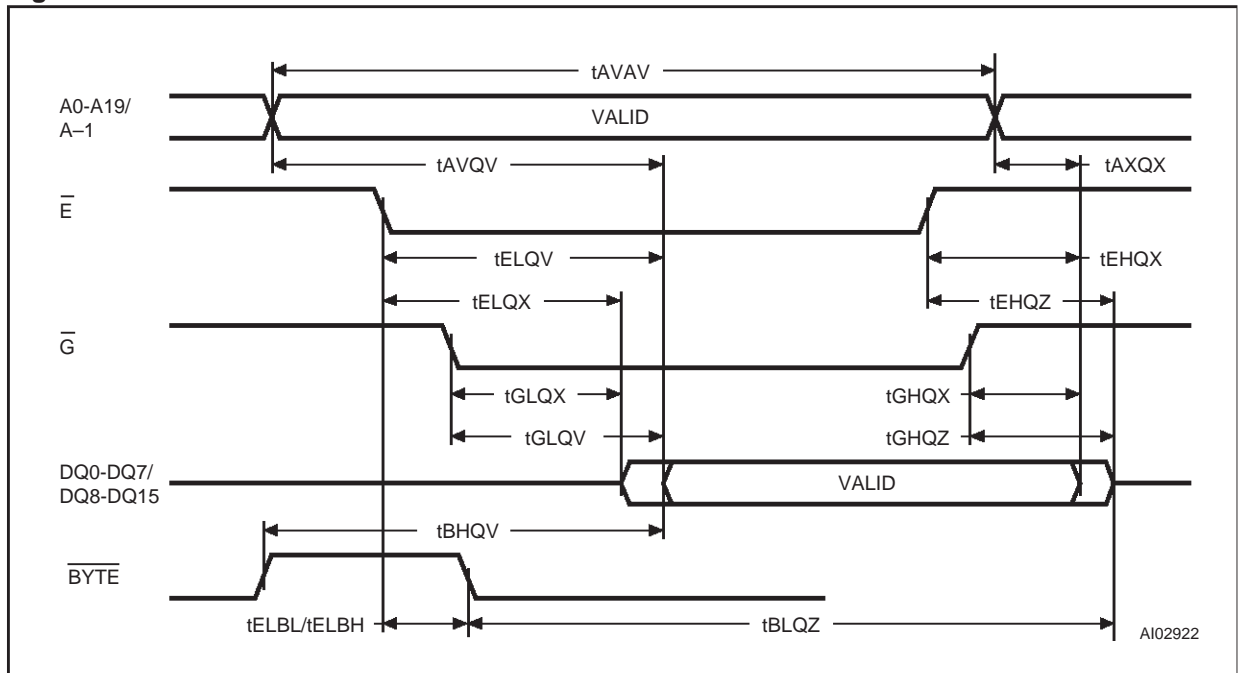 tAVAV
A0-A19/
A–1
VALID
tAVQV
tAXQX
E
tELQV
tEHQX
tELQX
tEHQZ
G
tGLQX
tGHQX
tGLQV
tGHQZ
DQ0-DQ7/
DQ8-DQ15
VALID
tBHQV
BYTE
tELBL/tELBH
tBLQZ
AI02922